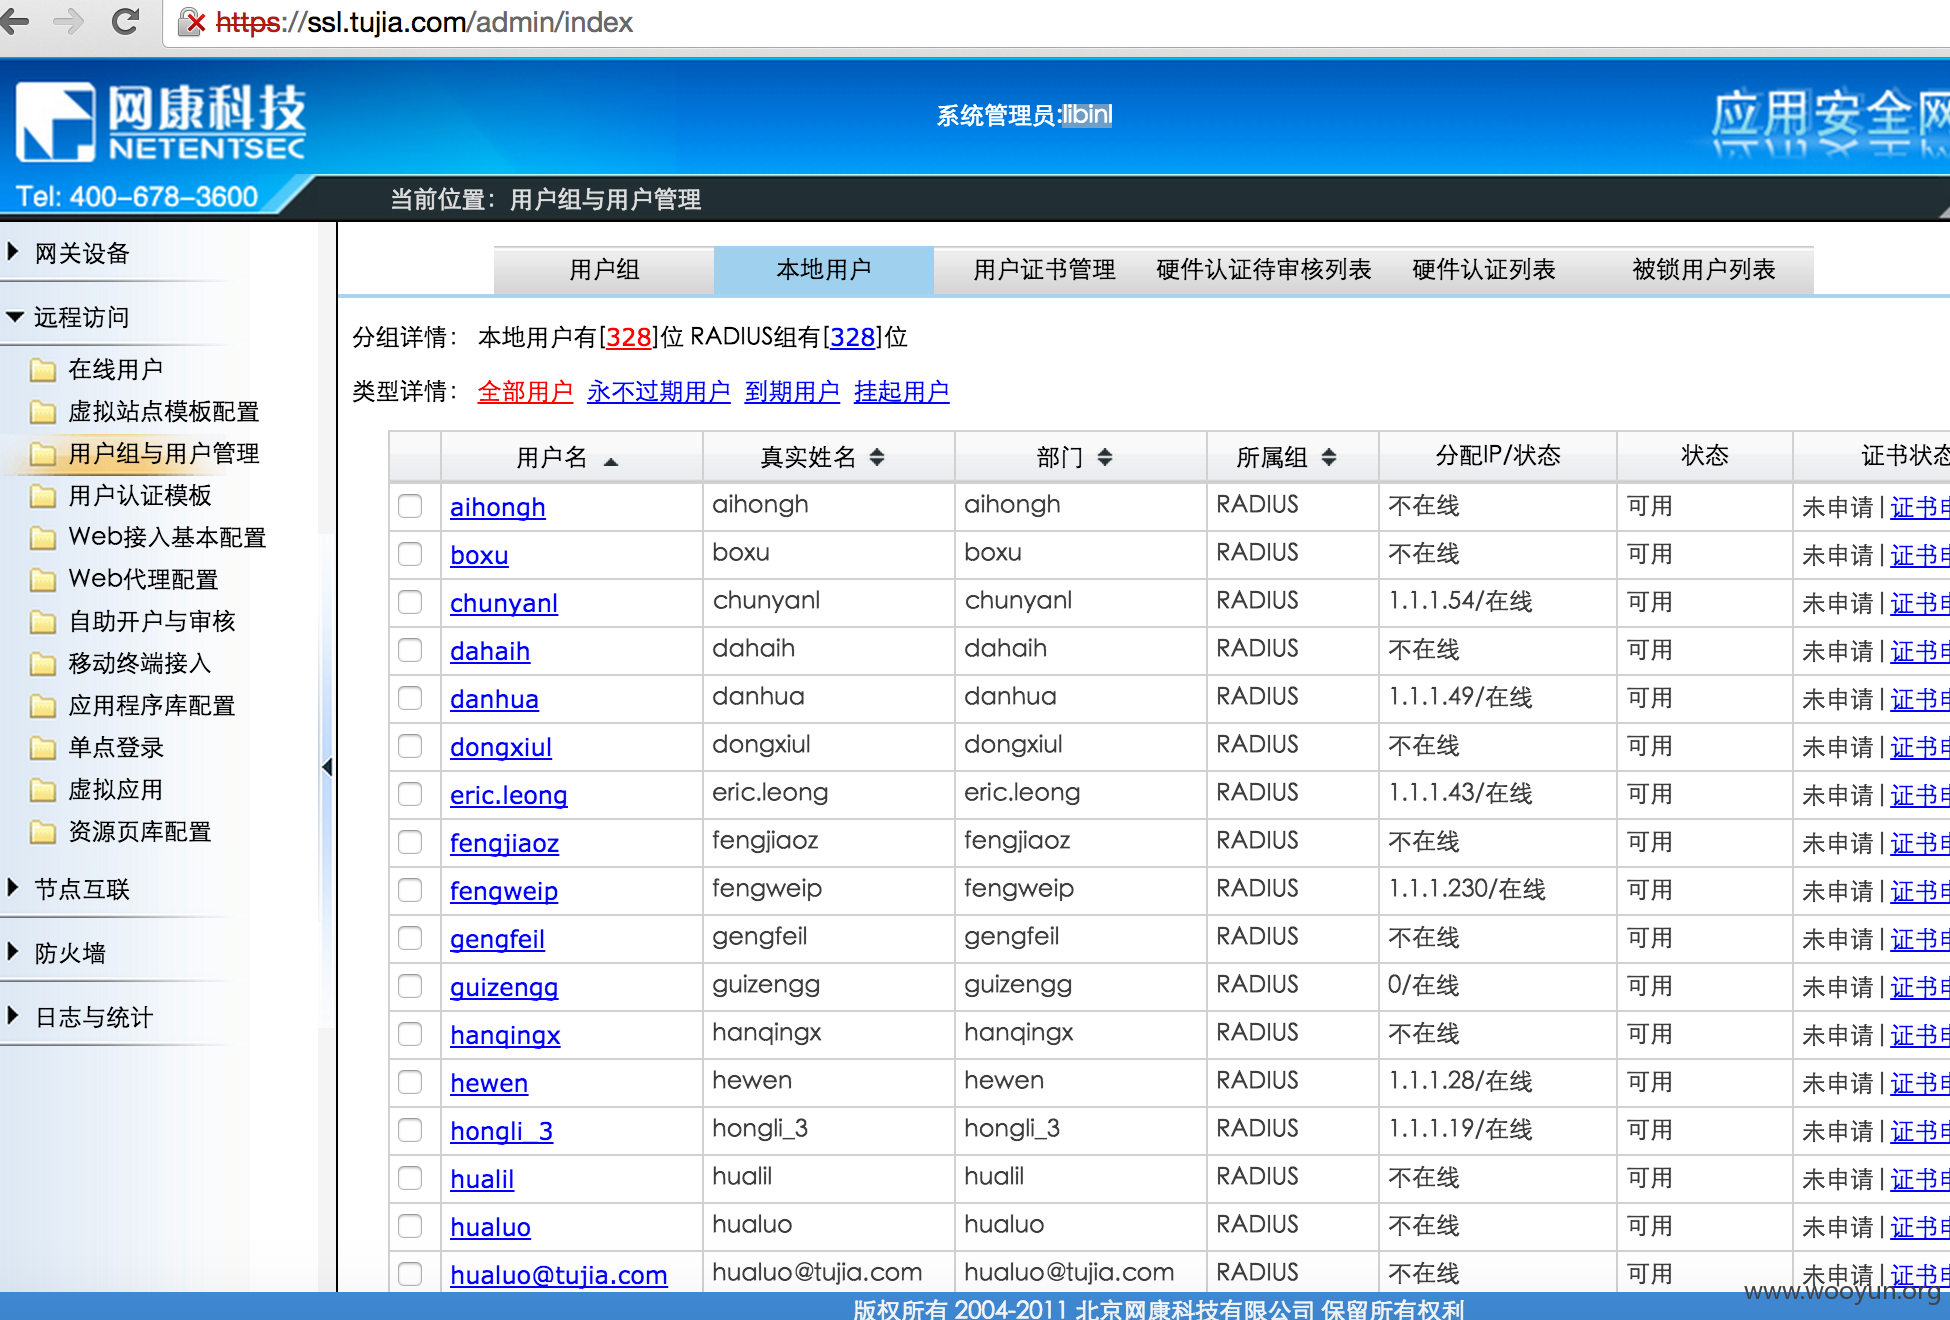 https://ssl.tujia.com/admin/index
网康科技
NETENTSEC
系统管理员:libinl
应用安全网
Tel: 400-678-3600
当前位置：用户组与用户管理
网关设备
远程访问
在线用户
虚拟站点模板配置
用户组与用户管理
用户认证模板
Web接入基本配置
Web代理配置
自助开户与审核
移动终端接入
应用程序库配置
单点登录
虚拟应用
资源页库配置
节点互联
防火墙
日志与统计
用户组 本地用户 用户证书管理 硬件认证待审核列表 硬件认证列表 被锁用户列表
分组详情： 本地用户有[328]位 RADIUS组有[328]位
类型详情： 全部用户 永不过期用户 到期用户 挂起用户
用户名 真实姓名 部门 所属组 分配IP/状态 状态 证书状态
aihongh aihongh aihongh RADIUS 不在线 可用 未申请|证书申
boxu boxu boxu RADIUS 不在线 可用 未申请|证书申
chunyanl chunyanl chunyanl RADIUS 1.1.1.54/在线 可用 未申请|证书申
dahaih dahaih dahaih RADIUS 不在线 可用 未申请|证书申
danhua danhua danhua RADIUS 1.1.1.49/在线 可用 未申请|证书申
dongxiul dongxiul dongxiul RADIUS 不在线 可用 未申请|证书申
eric.leong eric.leong eric.leong RADIUS 1.1.1.43/在线 可用 未申请|证书申
fengjiaoz fengjiaoz fengjiaoz RADIUS 不在线 可用 未申请|证书申
fengweip fengweip fengweip RADIUS 1.1.1.230/在线 可用 未申请|证书申
gengfeil gengfeil gengfeil RADIUS 不在线 可用 未申请|证书申
guizengg guizengg guizengg RADIUS 0/在线 可用 未申请|证书申
hanqingx hanqingx hanqingx RADIUS 不在线 可用 未申请|证书申
hewen hewen hewen RADIUS 1.1.1.28/在线 可用 未申请|证书申
hongli_3 hongli_3 hongli_3 RADIUS 1.1.1.19/在线 可用 未申请|证书申
hualil hualil hualil RADIUS 不在线 可用 未申请|证书申
hualuo hualuo hualuo RADIUS 不在线 可用 未申请|证书申
hualuo@tujia.com hualuo@tujia.com hualuo@tujia.com RADIUS 不在线 可用 未申请|证书申
www.wooyun.org
版权所有 2004-2011 北京网康科技有限公司 保留所有权利